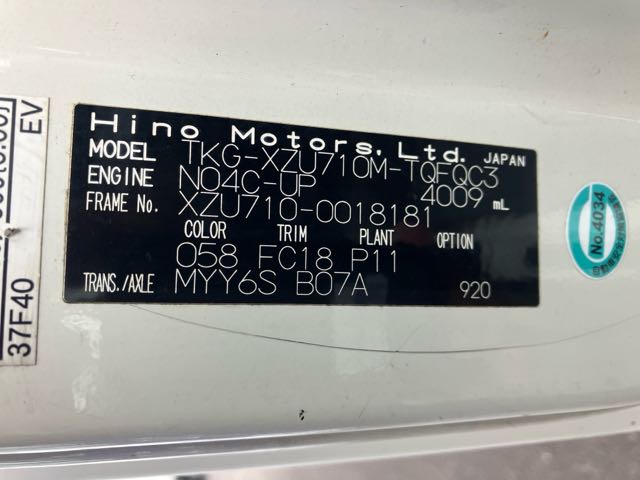 Hino Motors, Ltd. JAPAN
MODEL TKG-XZU710M-TQFQC3
ENGINE N04C-UP 4009 mL
FRAME No. XZU710-0018181
COLOR TRIM PLANT OPTION
058 FC18 P11
TRANS./AXLE MYY6S B07A 920
EV
37F40
No.4034